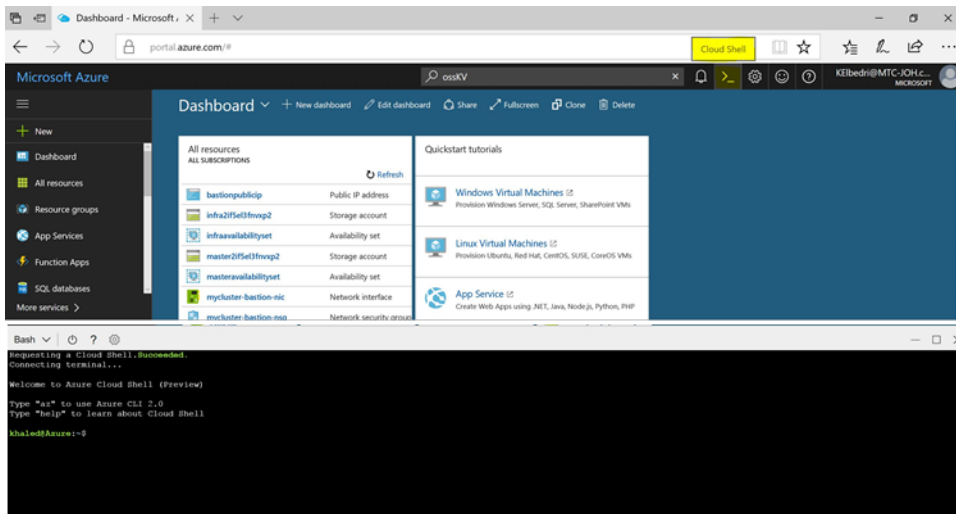 Dashboard - Microsoft A
portal.azure.com/#
Cloud Shell
Microsoft Azure
ossKV
KElbedri@MTC-JOH.c...
MICROSOFT
Dashboard
New dashboard
Edit dashboard
Share
Fullscreen
Clone
Delete
New
Dashboard
All resources
Resource groups
App Services
Function Apps
SQL databases
More services >
All resources
ALL SUBSCRIPTIONS
Refresh
bastionpublicip Public IP address
infra2if5el3fnvxp2 Storage account
infraavailabilityset Availability set
master2if5el3fnvxp2 Storage account
masteravailabilityset Availability set
mycluster-bastion-nic Network interface
mycluster-bastion-nsg Network security group
Quickstart tutorials
Windows Virtual Machines
Provision Windows Server, SQL Server, SharePoint VMs
Linux Virtual Machines
Provision Ubuntu, Red Hat, CentOS, SUSE, CoreOS VMs
App Service
Create Web Apps using .NET, Java, Node.js, Python, PHP
Bash
Requesting a Cloud Shell.Succeeded.
Connecting terminal...
Welcome to Azure Cloud Shell (Preview)
Type "az" to use Azure CLI 2.0
Type "help" to learn about Cloud Shell
khaled@Azure:~$